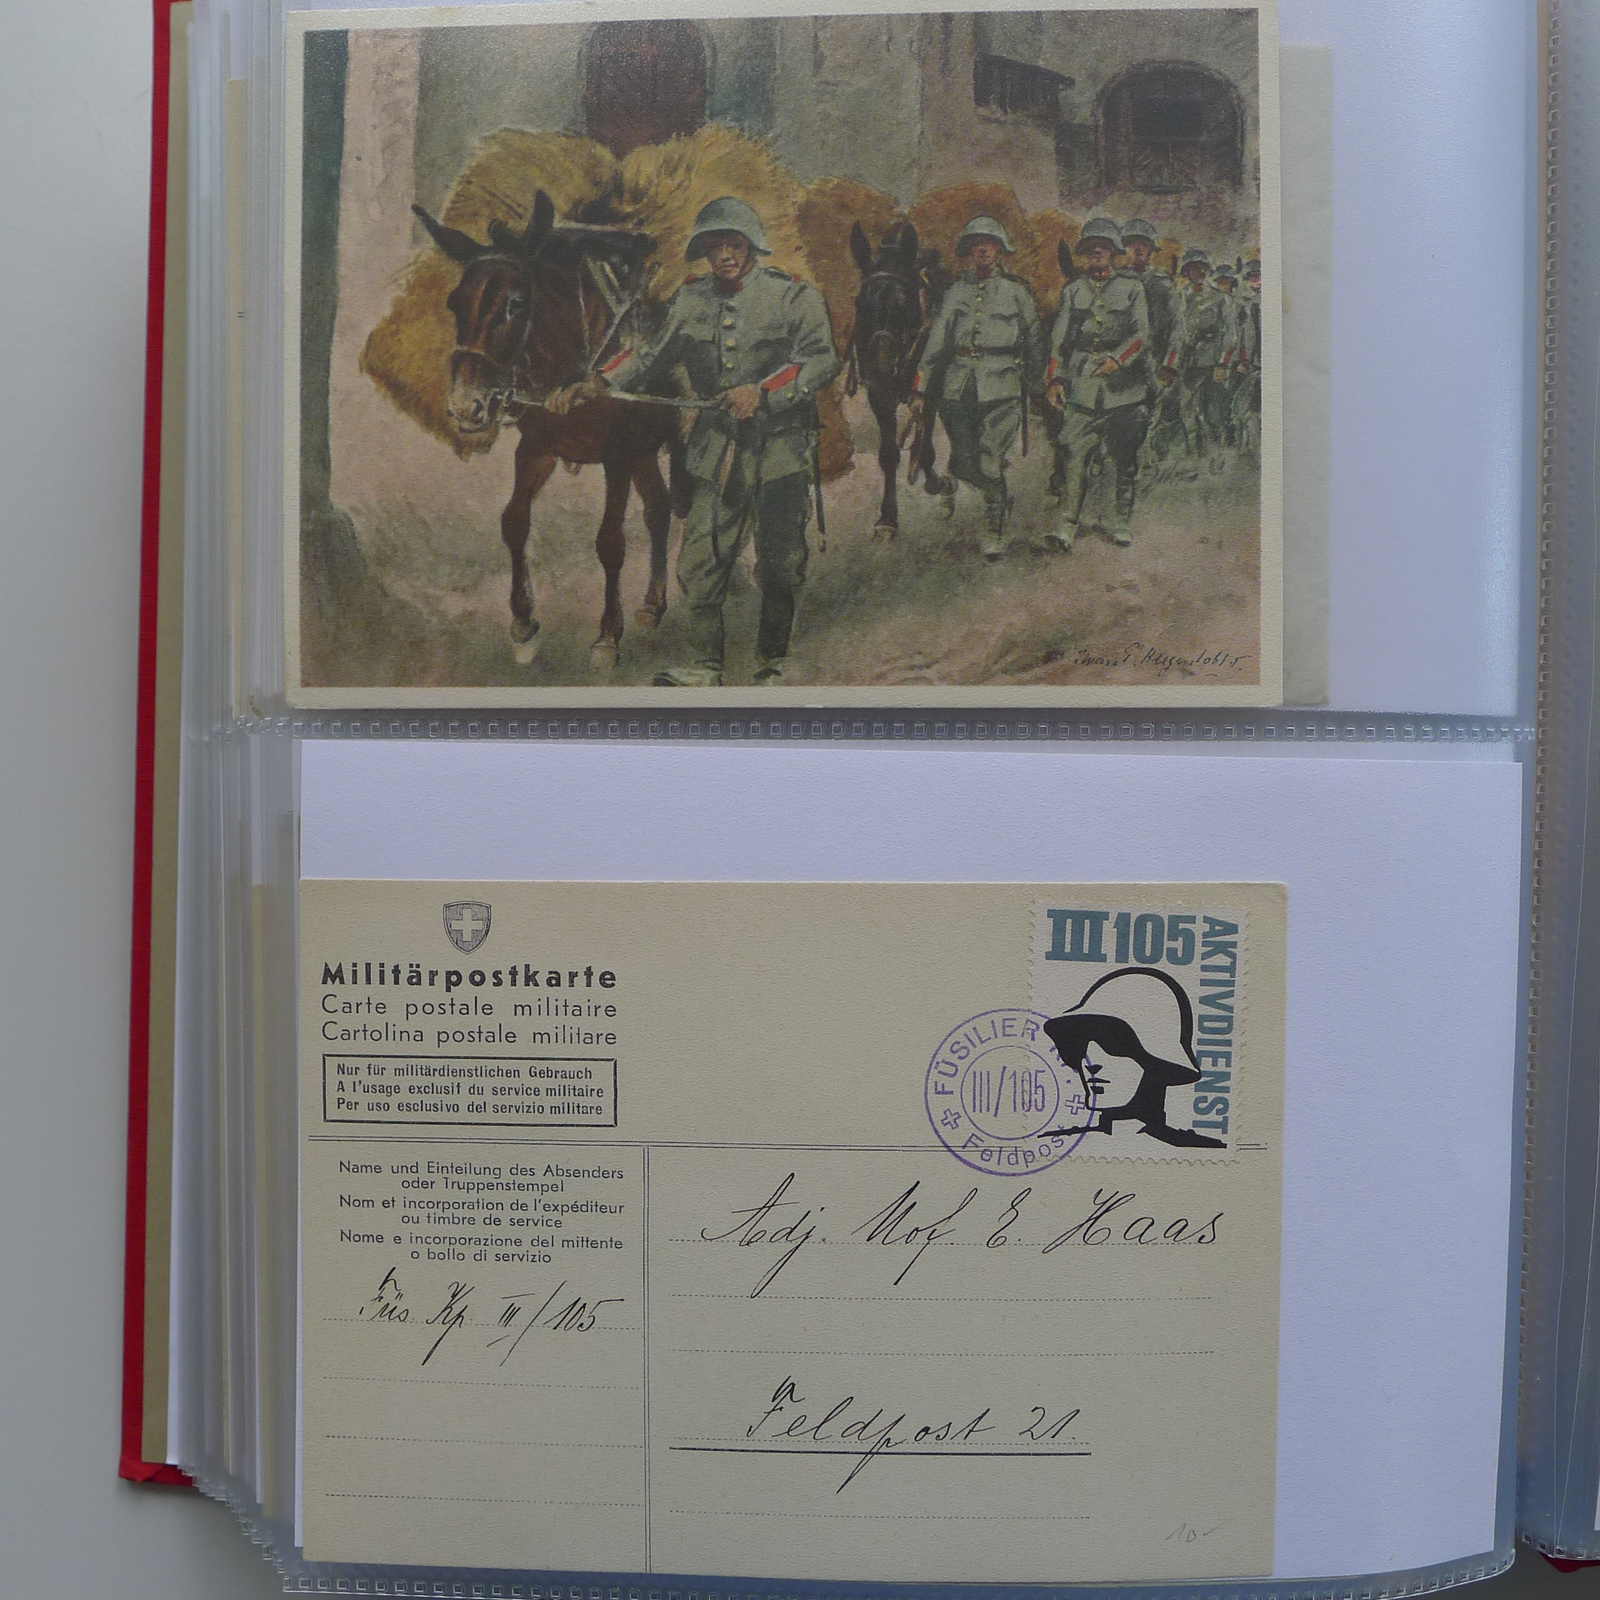 III 105
AKTIVDIENST
Militärpostkarte
Carte postale militaire
Cartolina postale militare
Nur für militärdienstlichen Gebrauch
A l'usage exclusif du service militaire
Per uso esclusivo del servizio militare
FÜSILIER
III/105
Feldpost
Name und Einteilung des Absenders
oder Truppenstempel
Nom et incorporation de l'expéditeur
ou timbre de service
Nome e incorporazione del mittente
o bollo di servizio
Füs. Kp. III/105
Adj. Uof. E. Haas
Feldpost 21.
10.-